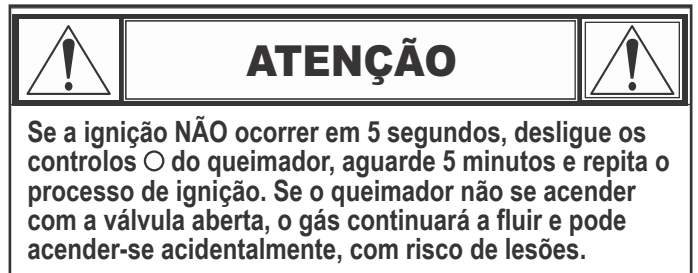 ATENÇÃO
Se a ignição NÃO ocorrer em 5 segundos, desligue os
controlos O do queimador, aguarde 5 minutos e repita o
processo de ignição. Se o queimador não se acender
com a válvula aberta, o gás continuará a fluir e pode
acender-se acidentalmente, com risco de lesões.